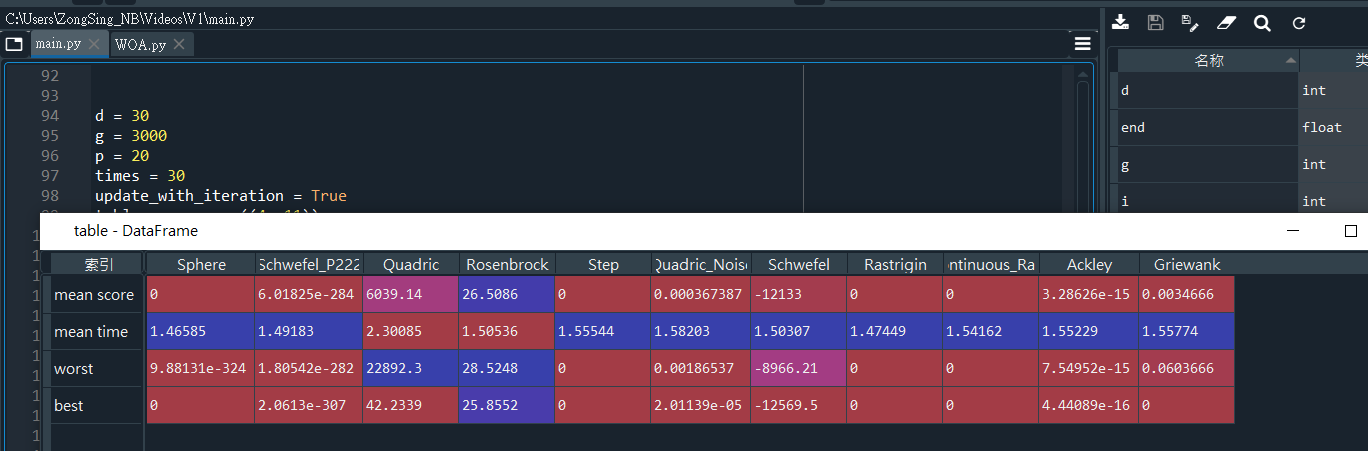 C:\Users\ZongSing_NB\Videos\V1\main.py
main.py WOA.py
名称
92
93
94 d = 30
95 g = 3000
96 p = 20
97 times = 30
98 update_with_iteration = True
d int
end float
g int
i int
table - DataFrame
索引 Sphere Schwefel_P222 Quadric Rosenbrock Step Quadric_Noise Schwefel Rastrigin ntinuous_Ra Ackley Griewank
mean score 0 6.01825e-284 6039.14 26.5086 0 0.000367387 -12133 0 0 3.28626e-15 0.0034666
mean time 1.46585 1.49183 2.30085 1.50536 1.55544 1.58203 1.50307 1.47449 1.54162 1.55229 1.55774
worst 9.88131e-324 1.80542e-282 22892.3 28.5248 0 0.00186537 -8966.21 0 0 7.54952e-15 0.0603666
best 0 2.0613e-307 42.2339 25.8552 0 2.01139e-05 -12569.5 0 0 4.44089e-16 0